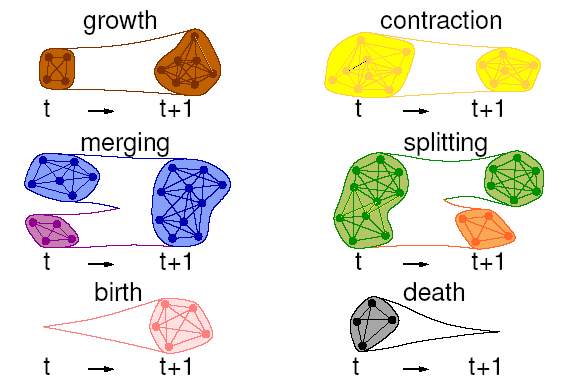 growth
contraction
t → t+1
t → t+1
merging
splitting
t → t+1
t → t+1
birth
death
t → t+1
t → t+1